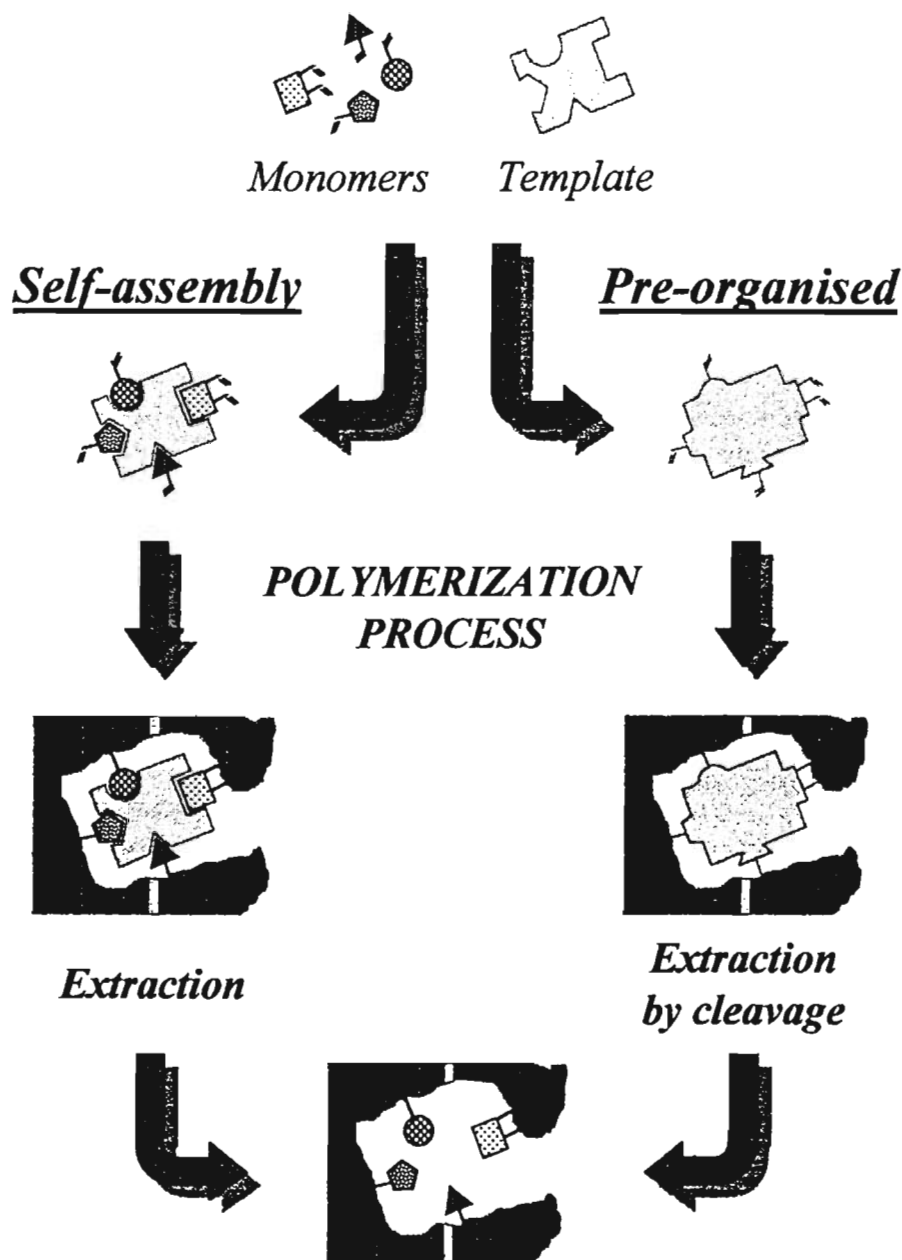 Monomers Template
Self-assembly Pre-organised
POLYMERIZATION
PROCESS
Extraction
Extraction
by cleavage